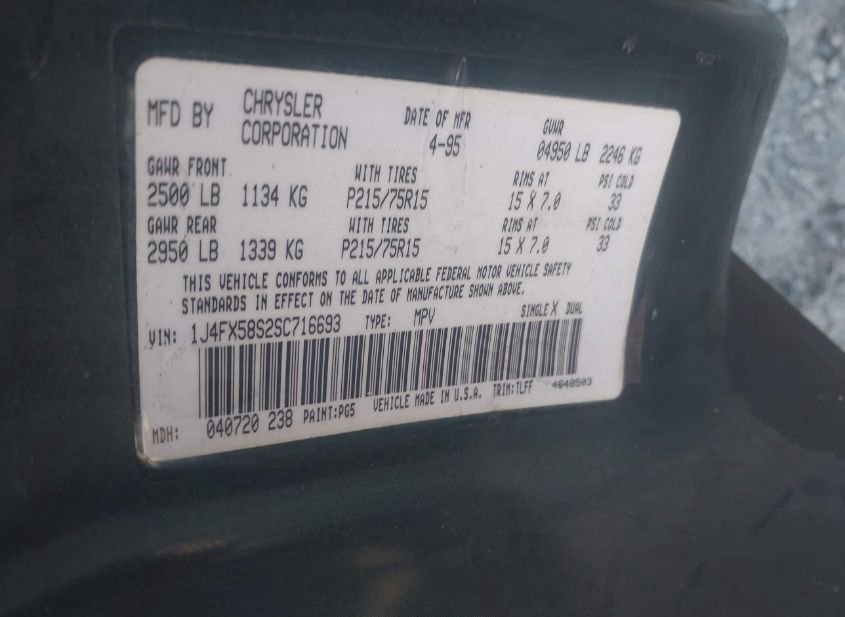 MFD BY CHRYSLER CORPORATION DATE OF MFR 4-95 GVWR 04950 LB 2246 KG
GAWR FRONT WITH TIRES RIMS AT PSI COLD
2500 LB 1134 KG P215/75R15 15 X 7.0 33
GAWR REAR WITH TIRES RIMS AT PSI COLD
2950 LB 1339 KG P215/75R15 15 X 7.0 33
THIS VEHICLE CONFORMS TO ALL APPLICABLE FEDERAL MOTOR VEHICLE SAFETY
STANDARDS IN EFFECT ON THE DATE OF MANUFACTURE SHOWN ABOVE.
VIN: 1J4FX58S2SC716693 TYPE: MPV SINGLE X DUAL
MDH: 040720 238 PAINT:PG5 VEHICLE MADE IN U.S.A. TRIM:TLFF 4648503